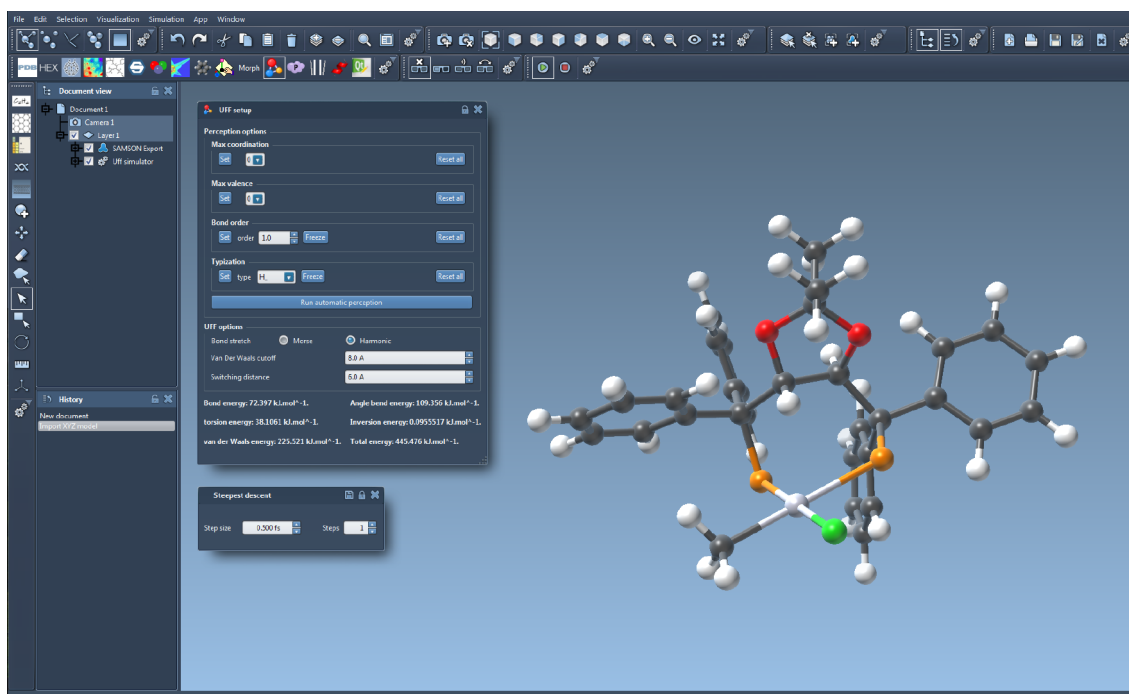 File Edit Selection Visualization Simulation App Window
PDB HEX Morph
Document view
Document 1
Camera 1
Layer 1
SAMSON Export
Uff simulator
History
New document
Import XYZ model
UFF setup
Perception options
Max coordination
Set 0 Reset all
Max valence
Set 0 Reset all
Bond order
Set order 1.0 Freeze Reset all
Typization
Set type H_ Freeze Reset all
Run automatic perception
UFF options
Bond stretch Morse Harmonic
Van Der Waals cutoff 8.0 A
Switching distance 6.0 A
Bond energy: 72.397 kJ.mol^-1. Angle bend energy: 109.356 kJ.mol^-1.
torsion energy: 38.1061 kJ.mol^-1. Inversion energy: 0.0955517 kJ.mol^-1.
van der Waals energy: 225.521 kJ.mol^-1. Total energy: 445.476 kJ.mol^-1.
Steepest descent
Step size 0.500 fs Steps 1